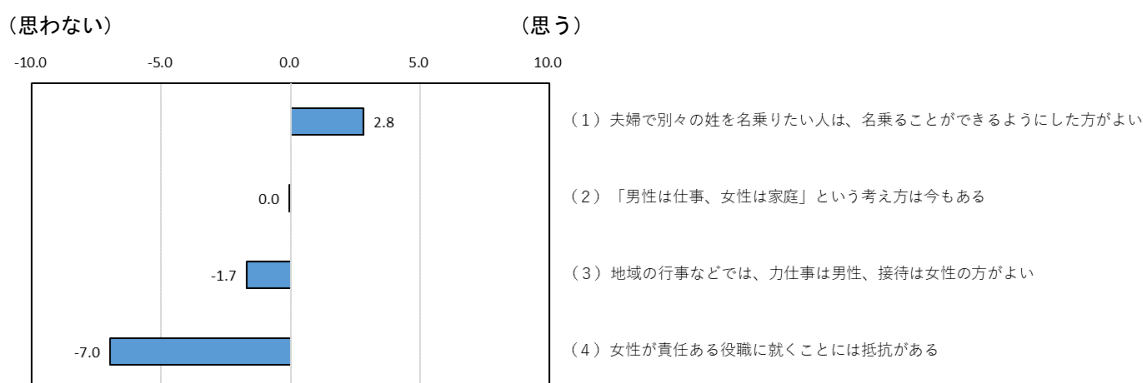 （思わない）　（思う）
-10.0　-5.0　0.0　5.0　10.0
2.8　（１）夫婦で別々の姓を名乗りたい人は、名乗ることができるようにした方がよい
0.0　（２）「男性は仕事、女性は家庭」という考え方は今もある
-1.7　（３）地域の行事などでは、力仕事は男性、接待は女性の方がよい
-7.0　（４）女性が責任ある役職に就くことには抵抗がある